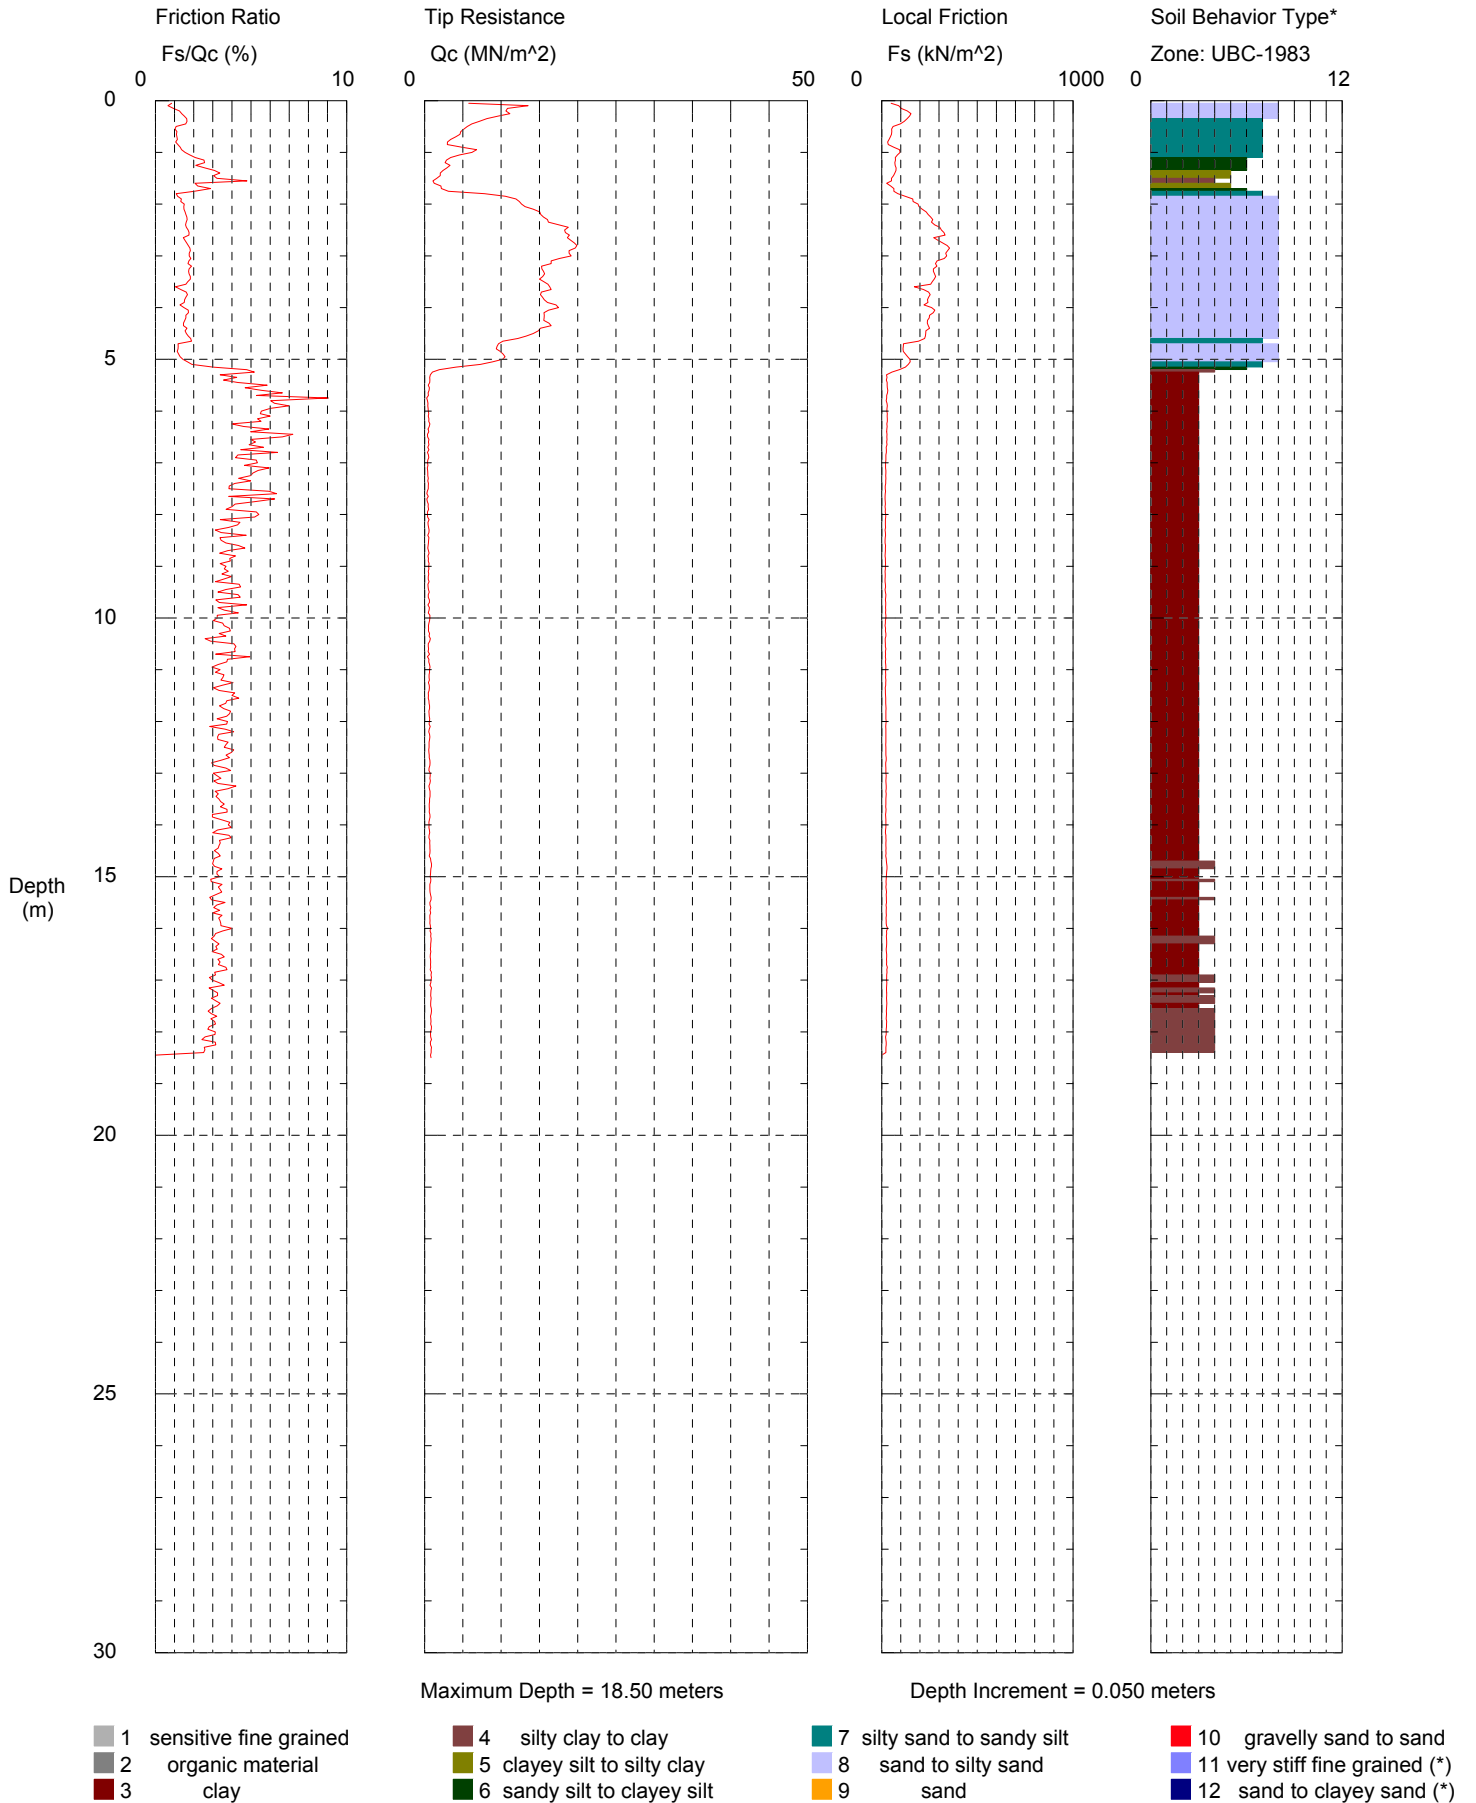 Friction Ratio Tip Resistance Local Friction Soil Behavior Type*
Fs/Qc (%) Qc (MN/m^2) Fs (kN/m^2) Zone: UBC-1983
0 10 0 50 0 1000 0 12
0
5
10
15
Depth
(m)
20
25
30
Maximum Depth = 18.50 meters Depth Increment = 0.050 meters
1 sensitive fine grained 4 silty clay to clay 7 silty sand to sandy silt 10 gravelly sand to sand
2 organic material 5 clayey silt to silty clay 8 sand to silty sand 11 very stiff fine grained (*)
3 clay 6 sandy silt to clayey silt 9 sand 12 sand to clayey sand (*)